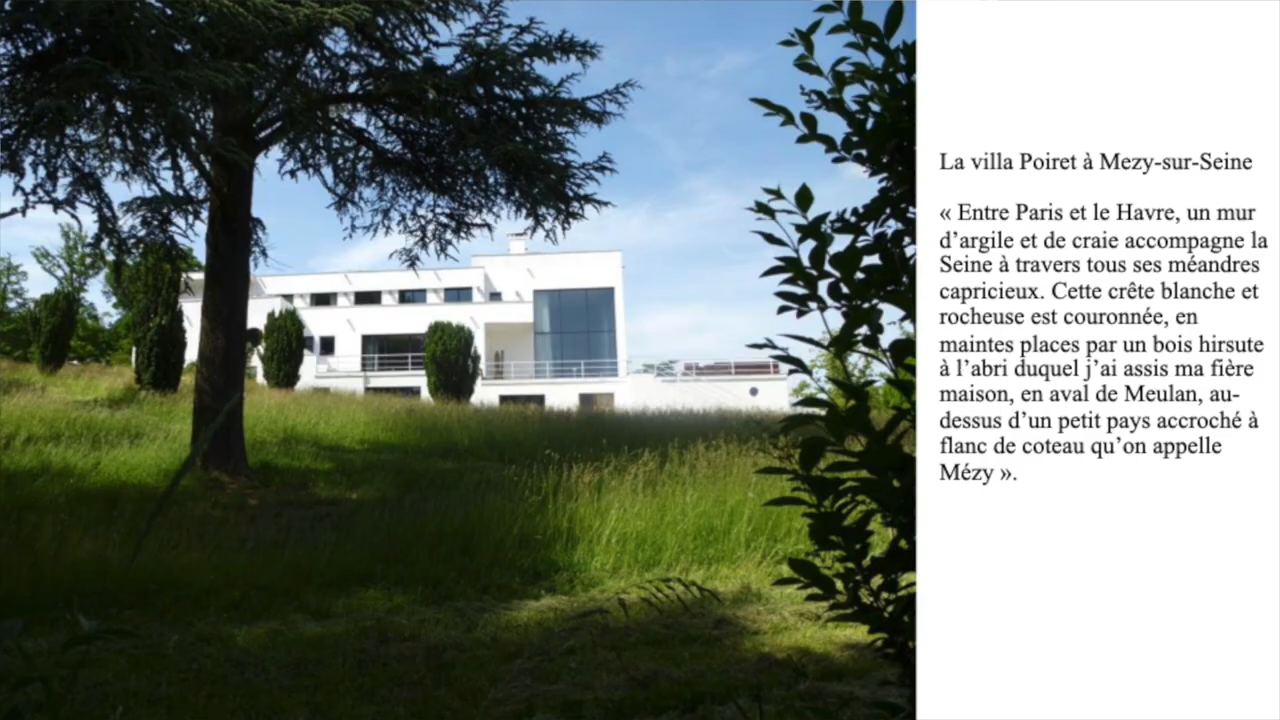 La villa Poiret à Mezy-sur-Seine
« Entre Paris et le Havre, un mur
d’argile et de craie accompagne la
Seine à travers tous ses méandres
capricieux. Cette crête blanche et
rocheuse est couronnée, en
maintes places par un bois hirsute
à l’abri duquel j’ai assis ma fière
maison, en aval de Meulan, au-
dessus d’un petit pays accroché à
flanc de coteau qu’on appelle
Mézy ».